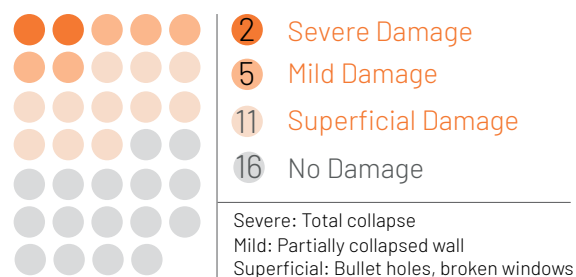 2 Severe Damage
5 Mild Damage
11 Superficial Damage
16 No Damage
Severe: Total collapse
Mild: Partially collapsed wall
Superficial: Bullet holes, broken windows